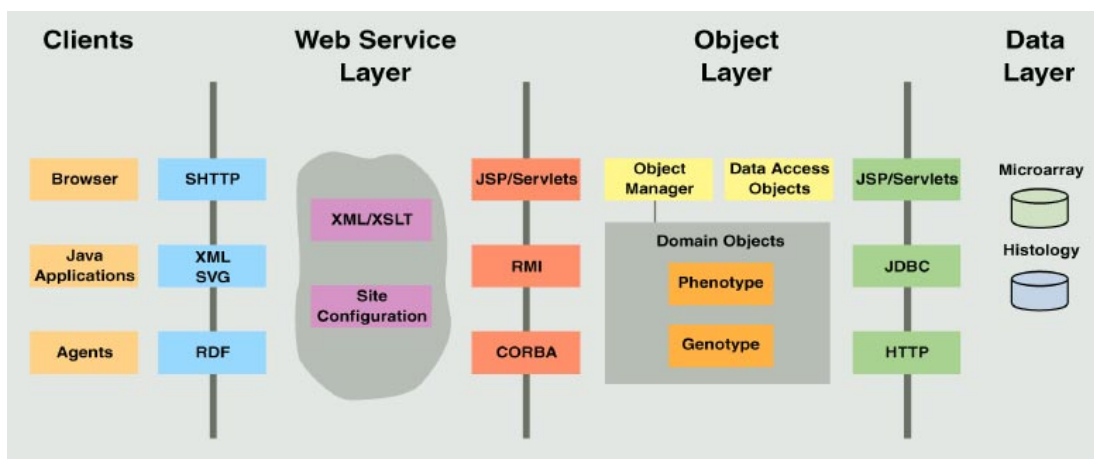 Clients
Web Service
Layer
Object
Layer
Data
Layer
Browser
SHTTP
Java
Applications
XML
SVG
Agents
RDF
XML/XSLT
Site
Configuration
JSP/Servlets
RMI
CORBA
Object
Manager
Data Access
Objects
Domain Objects
Phenotype
Genotype
JSP/Servlets
JDBC
HTTP
Microarray
Histology